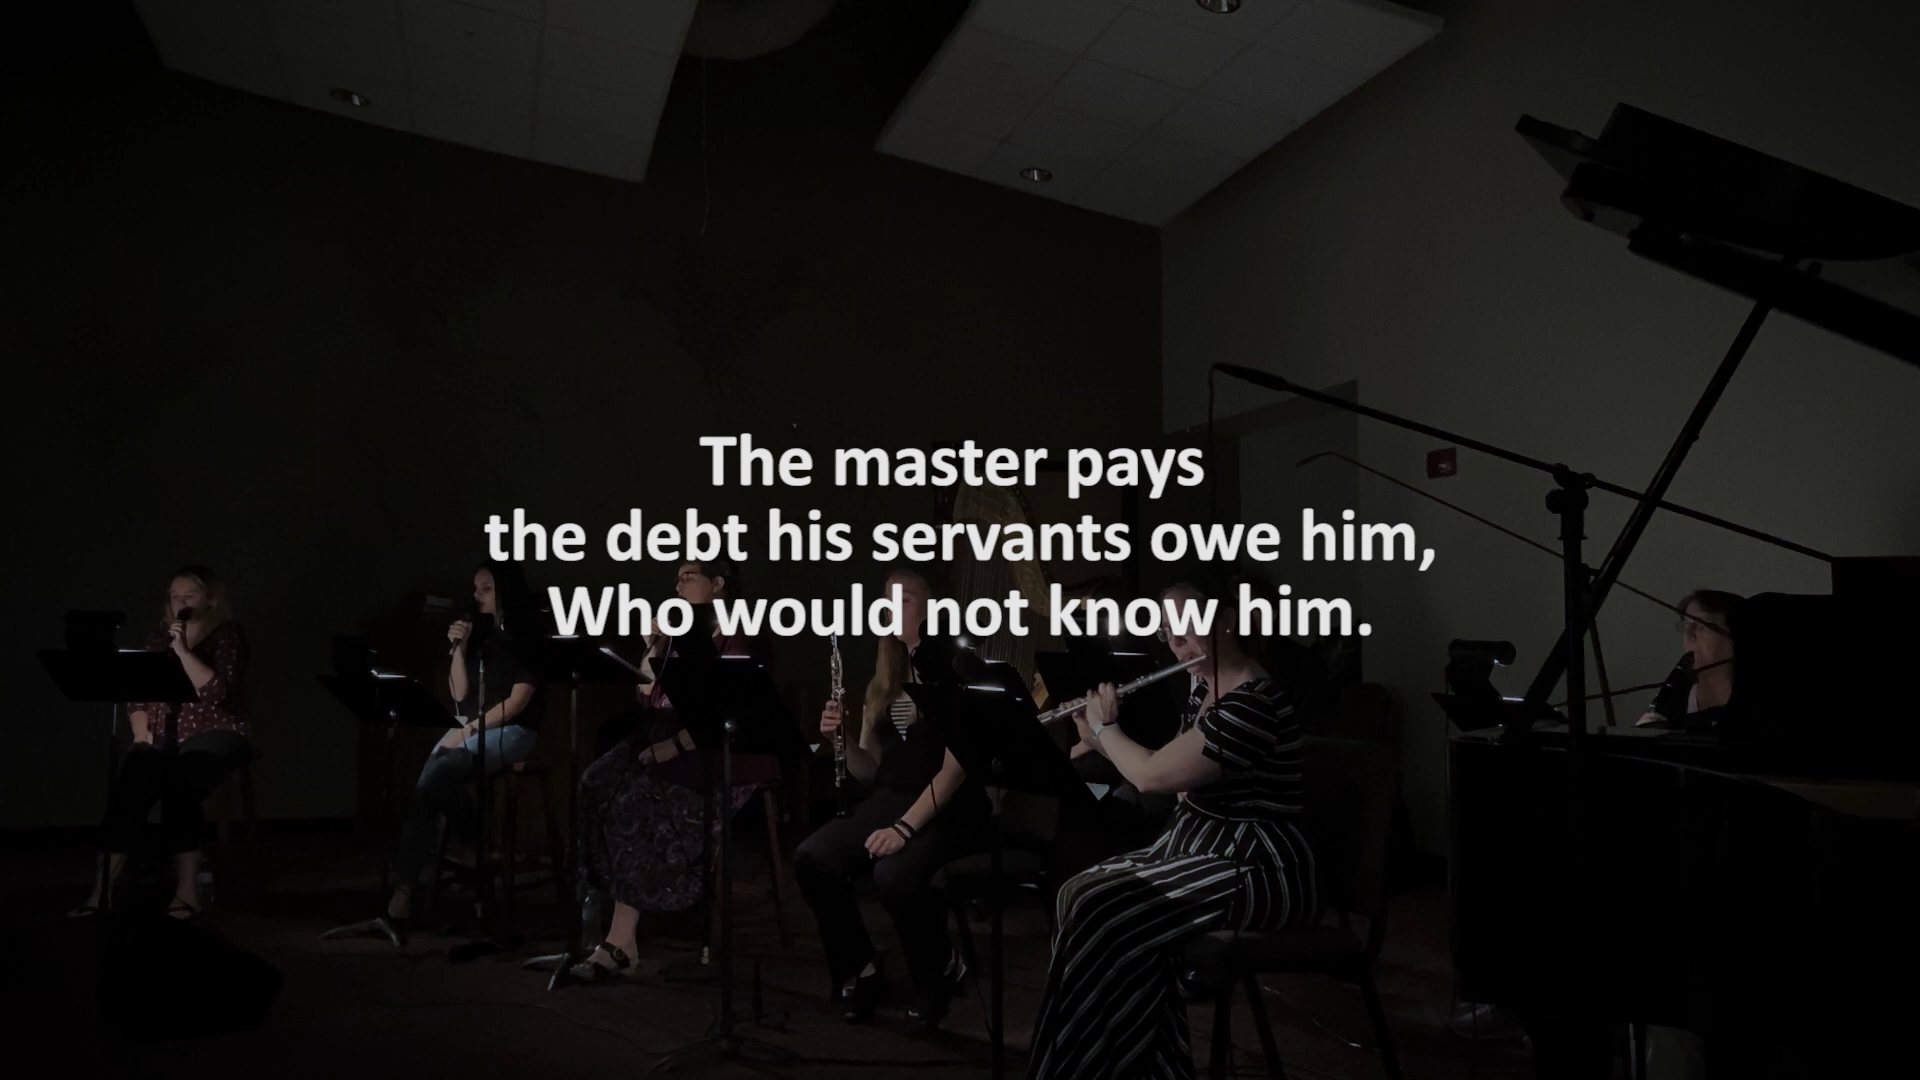 The master pays
the debt his servants owe him,
Who would not know him.